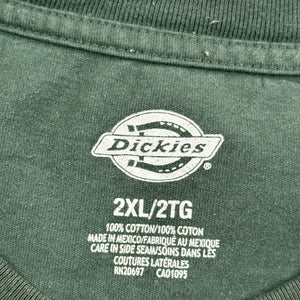 Dickies
2XL/2TG
100% COTTON/100% COTON
MADE IN MEXICO/FABRIQUÉ AU MEXIQUE
CARE IN SIDE SEAM/SOINS DANS LES
COUTURES LATÉRALES
RN20697 CA01095